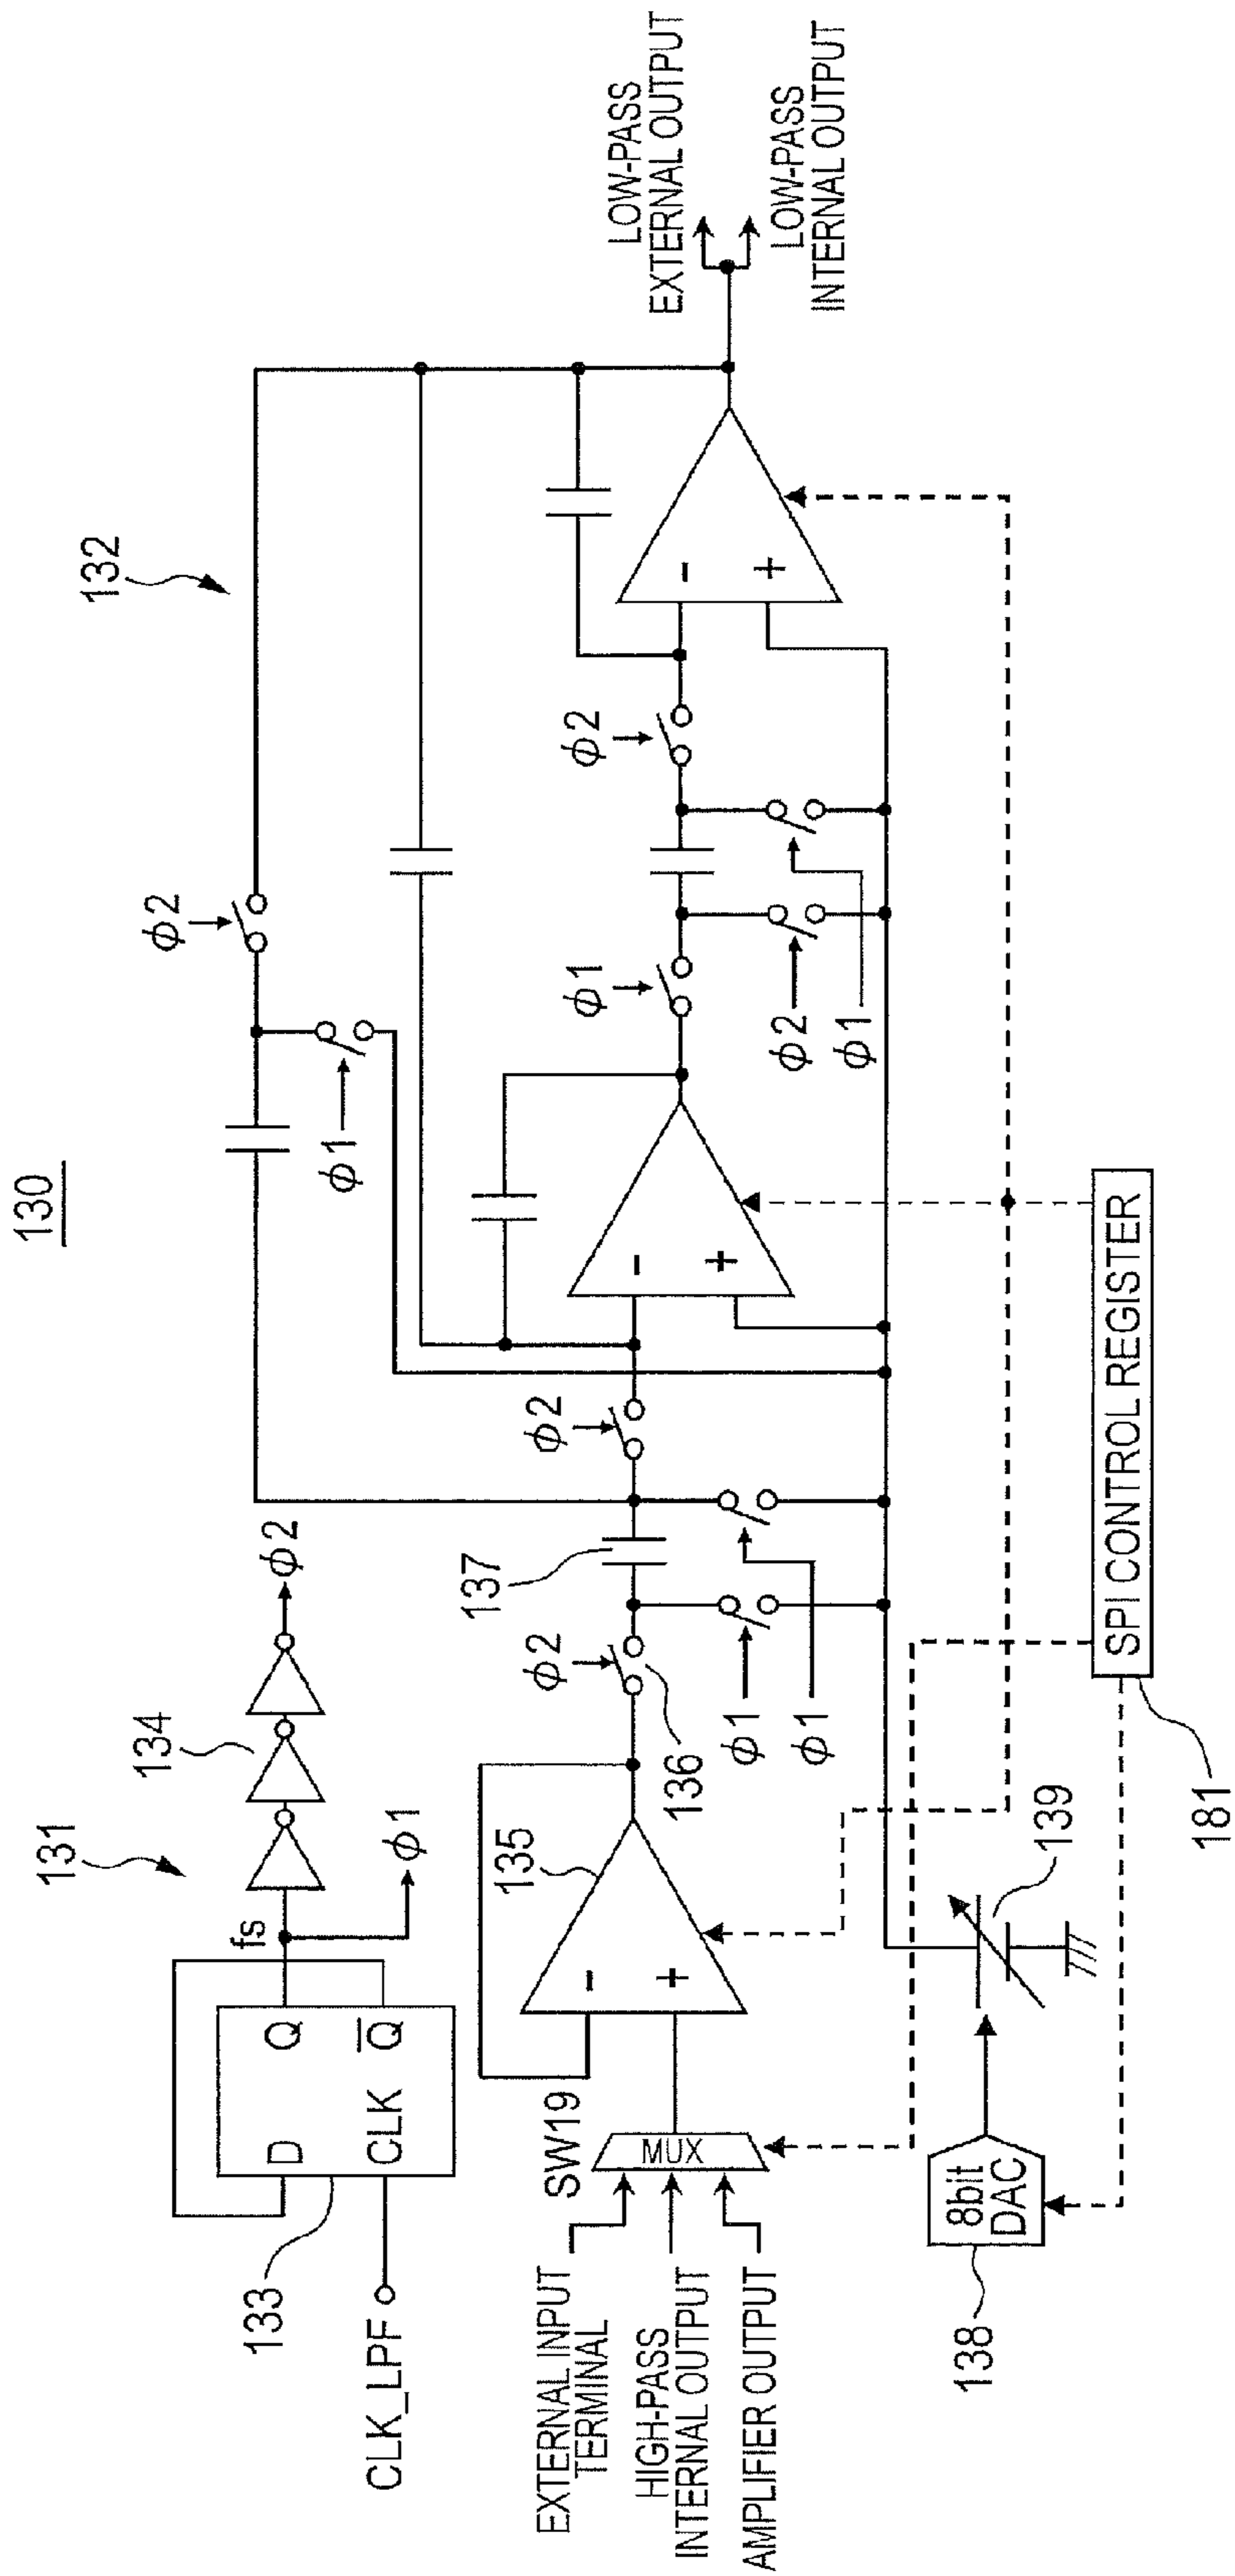 130
131
132
D
Q
CLK
Q
fs
133
134
φ2
φ1
CLK_LPF
EXTERNAL INPUT
TERMINAL
HIGH-PASS
INTERNAL OUTPUT
AMPLIFIER OUTPUT
SW19
MUX
135
-
+
φ2
136
137
φ1
φ1
φ2
-
+
φ1
φ2
φ1
φ2
φ1
φ2
-
+
LOW-PASS
EXTERNAL OUTPUT
LOW-PASS
INTERNAL OUTPUT
8bit
DAC
138
139
SPI CONTROL REGISTER
181